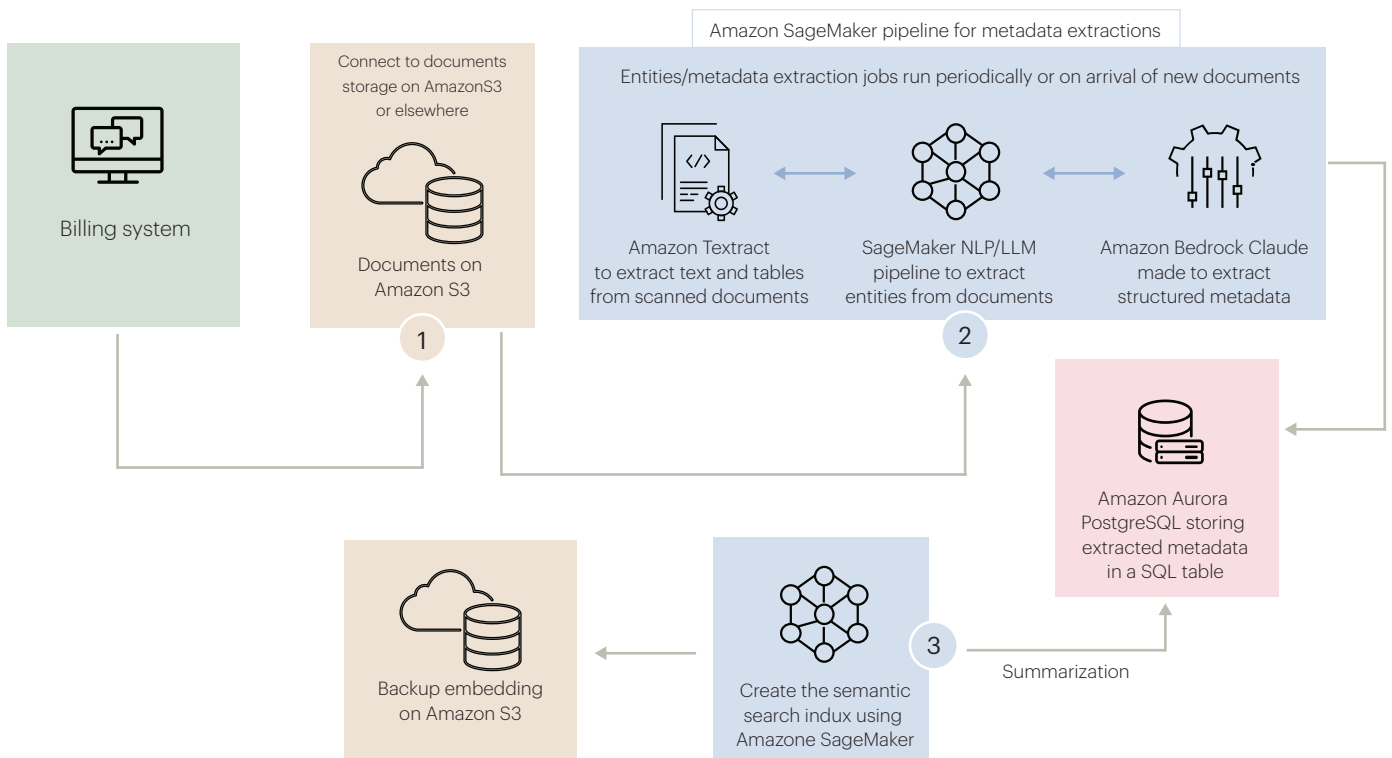 Amazon SageMaker pipeline for metadata extractions
Billing system
Connect to documents
storage on AmazonS3
or elsewhere
Documents on
Amazon S3
1
Entities/metadata extraction jobs run periodically or on arrival of new documents
Amazon Textract
to extract text and tables
from scanned documents
SageMaker NLP/LLM
pipeline to extract
entities from documents
Amazon Bedrock Claude
made to extract
structured metadata
2
Amazon Aurora
PostgreSQL storing
extracted metadata
in a SQL table
Backup embedding
on Amazon S3
Create the semantic
search indux using
Amazone SageMaker
3
Summarization